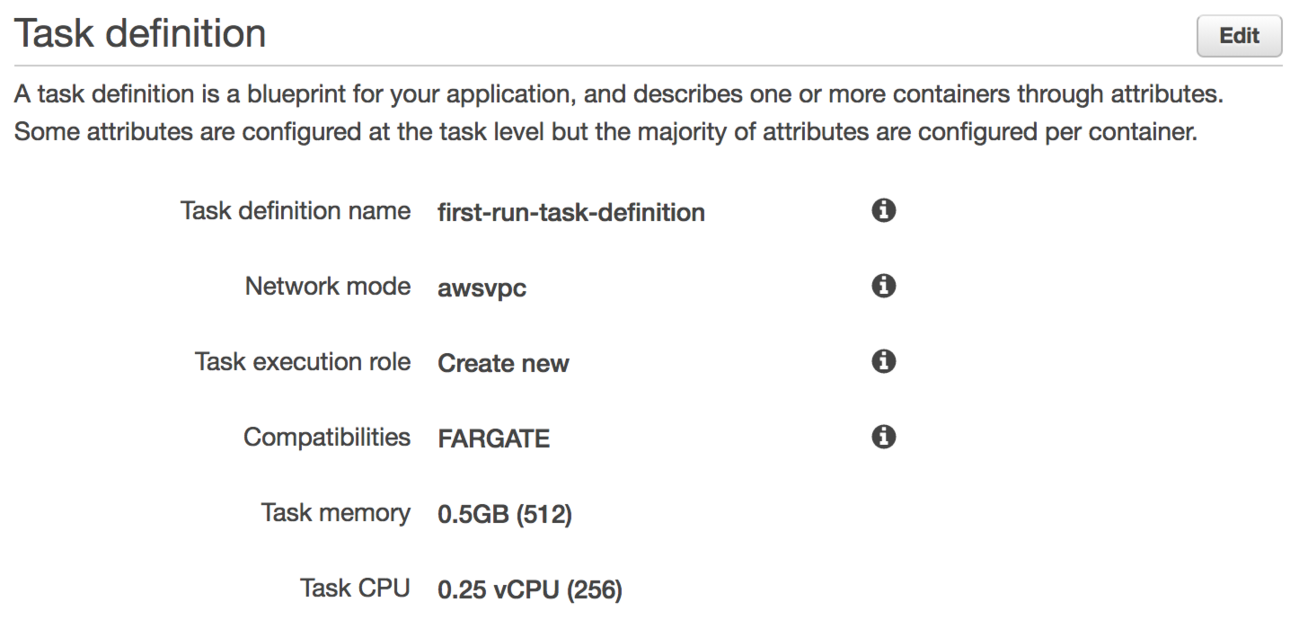 Task definition
Edit
A task definition is a blueprint for your application, and describes one or more containers through attributes.
Some attributes are configured at the task level but the majority of attributes are configured per container.
Task definition name first-run-task-definition
Network mode awsvpc
Task execution role Create new
Compatibilities FARGATE
Task memory 0.5GB (512)
Task CPU 0.25 vCPU (256)